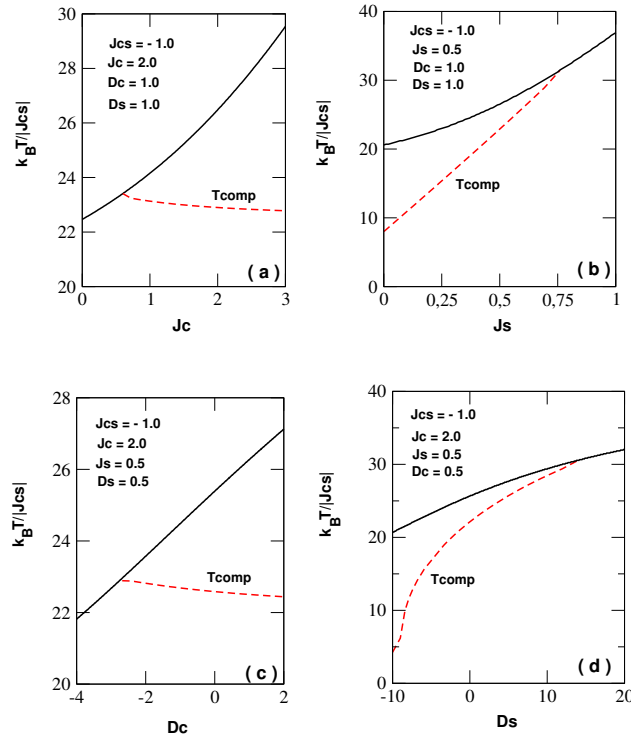 30
28
26
24
22
20
k_BT/|Jcs|
Jcs = - 1.0
Jc = 2.0
Dc = 1.0
Ds = 1.0
Tcomp
( a )
0
1
2
3
Jc
40
30
20
10
0
k_BT/|Jcs|
Jcs = - 1.0
Js = 0.5
Dc = 1.0
Ds = 1.0
Tcomp
( b )
0
0,25
0,5
0,75
1
Js
28
26
24
22
20
k_BT/|Jcs|
Jcs = - 1.0
Jc = 2.0
Js = 0.5
Ds = 0.5
Tcomp
( c )
-4
-2
0
2
Dc
40
30
20
10
0
k_BT/|Jcs|
Jcs = - 1.0
Jc = 2.0
Js = 0.5
Dc = 0.5
Tcomp
( d )
-10
0
10
20
Ds